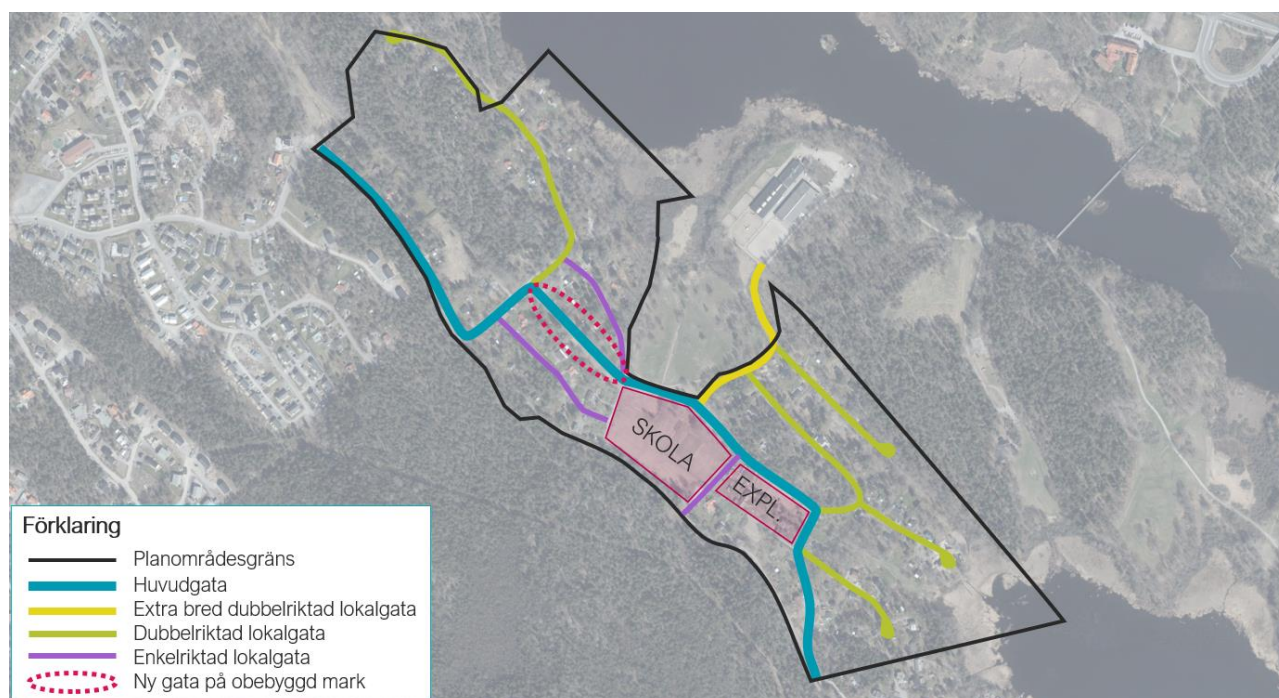 SKOLA
EXPL.
Förklaring
Planområdesgräns
Huvudgata
Extra bred dubbelriktad lokalgata
Dubbelriktad lokalgata
Enkelriktad lokalgata
Ny gata på obebyggd mark